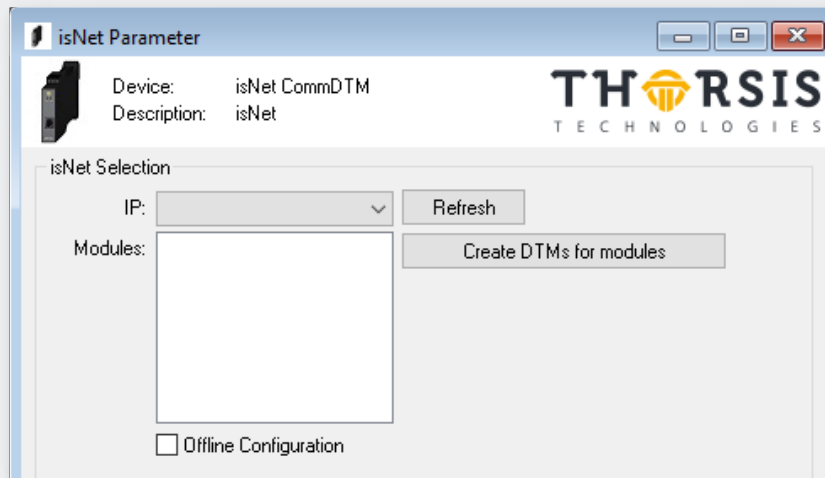 isNet Parameter
Device: isNet CommDTM
Description: isNet
THORSIS
TECHNOLOGIES
isNet Selection
IP: Refresh
Modules: Create DTMs for modules
Offline Configuration